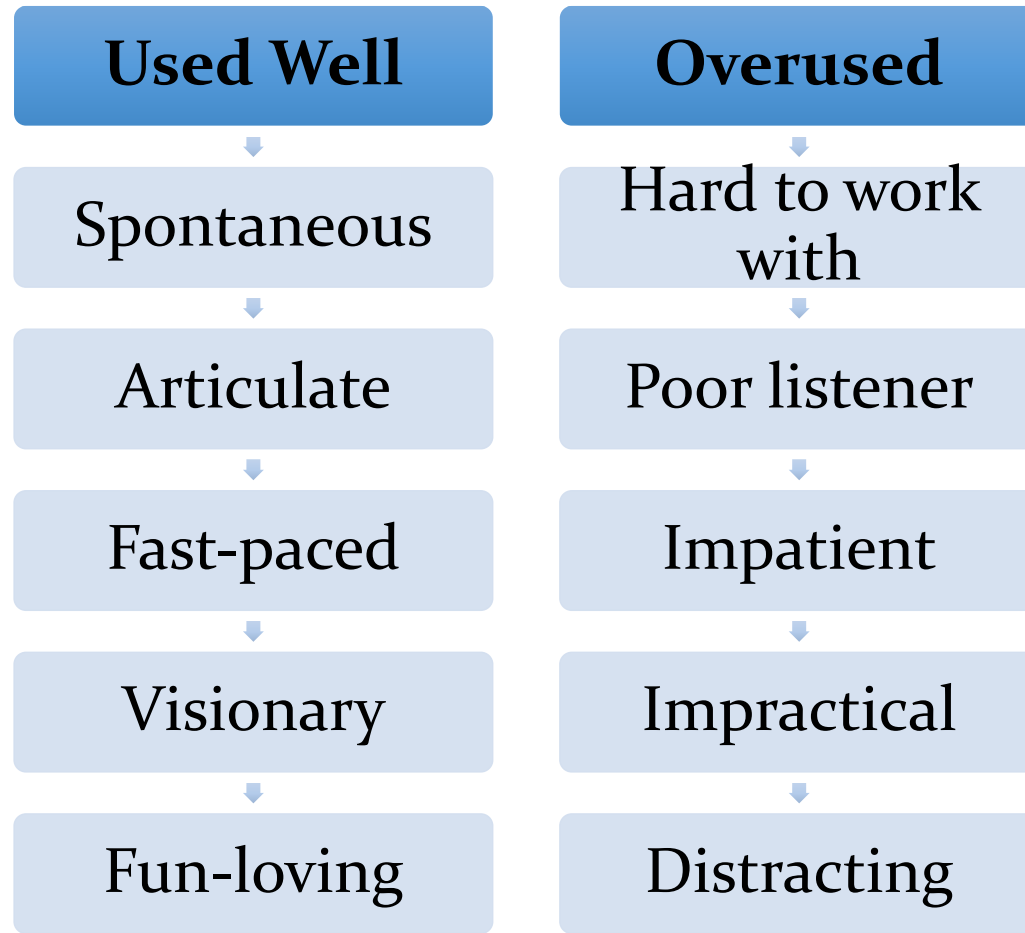 Used Well
Spontaneous
Articulate
Fast-paced
Visionary
Fun-loving
Overused
Hard to work
with
Poor listener
Impatient
Impractical
Distracting